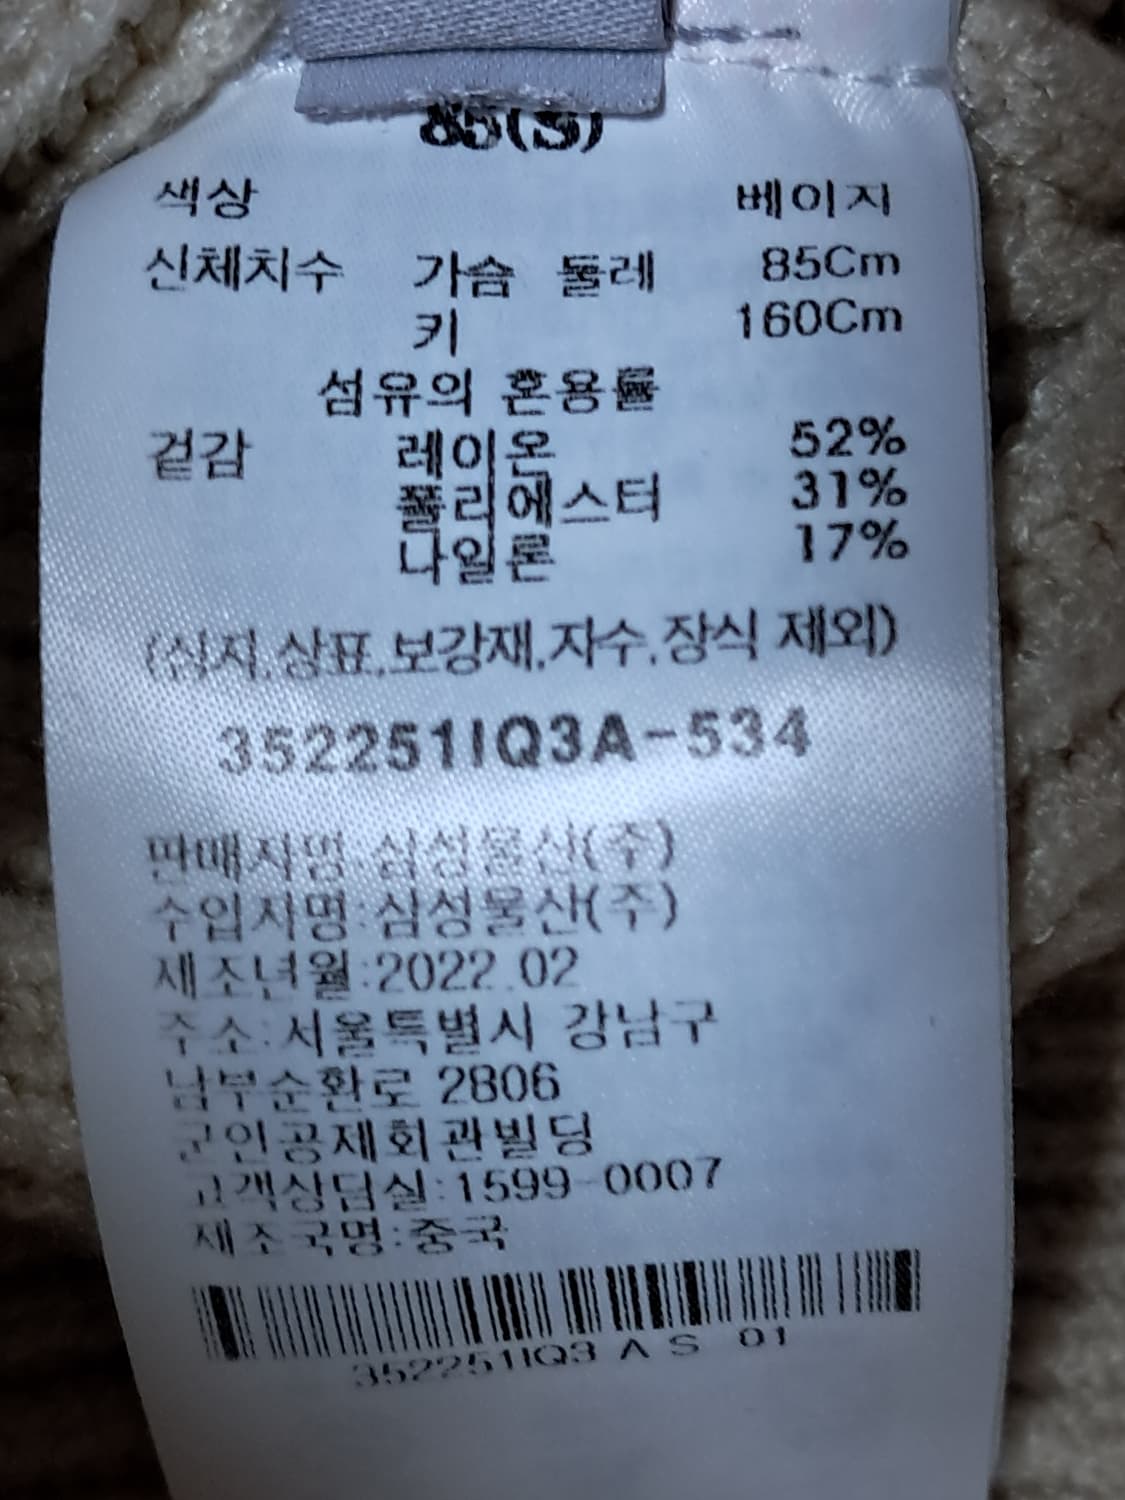 85(S)
색상 베이지
신체치수 가슴 둘레 85Cm
키 160Cm
섬유의 혼용률
겉감 레이온 52%
폴리에스터 31%
나일론 17%
(심지,상표,보강재,자수,장식 제외)
352251IQ3A-534
판매자명:삼성물산(주)
수입자명:삼성물산(주)
제조년월:2022.02
주소:서울특별시 강남구
남부순환로 2806
군인공제회관빌딩
고객상담실:1599-0007
제조국명:중국
352251IQ3 A S 01